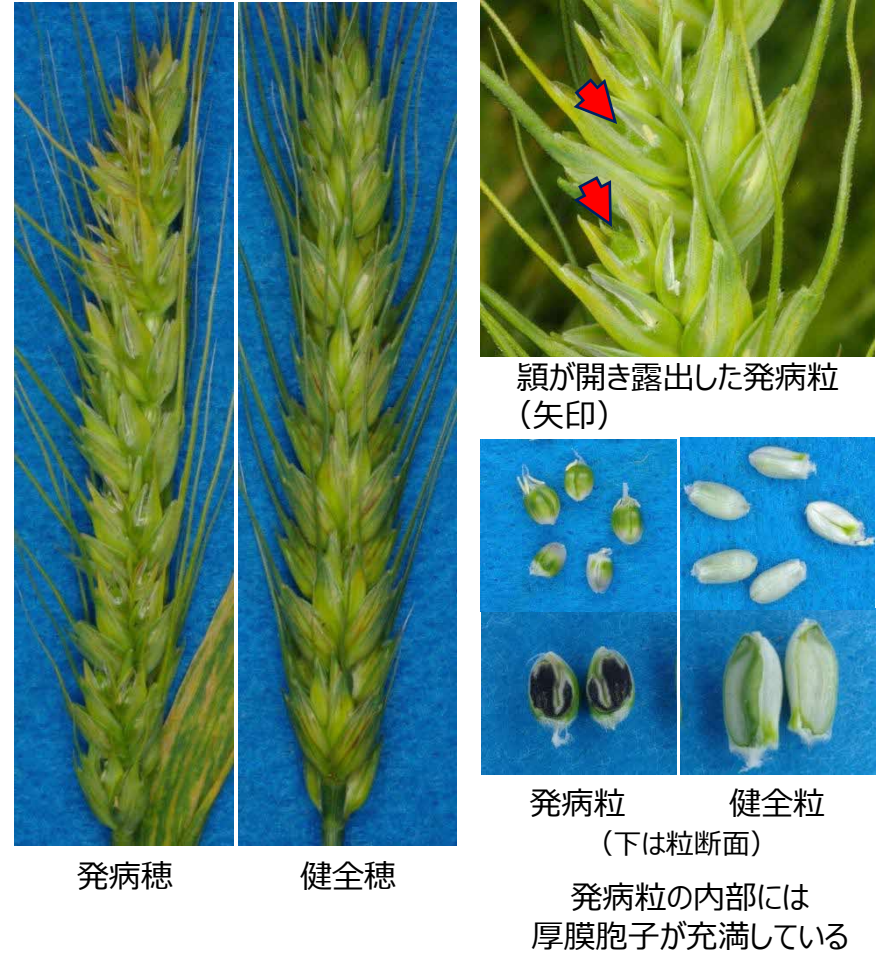 発病穂
健全穂
頴が開き露出した発病粒
（矢印）
発病粒
健全粒
（下は粒断面）
発病粒の内部には
厚膜胞子が充満している